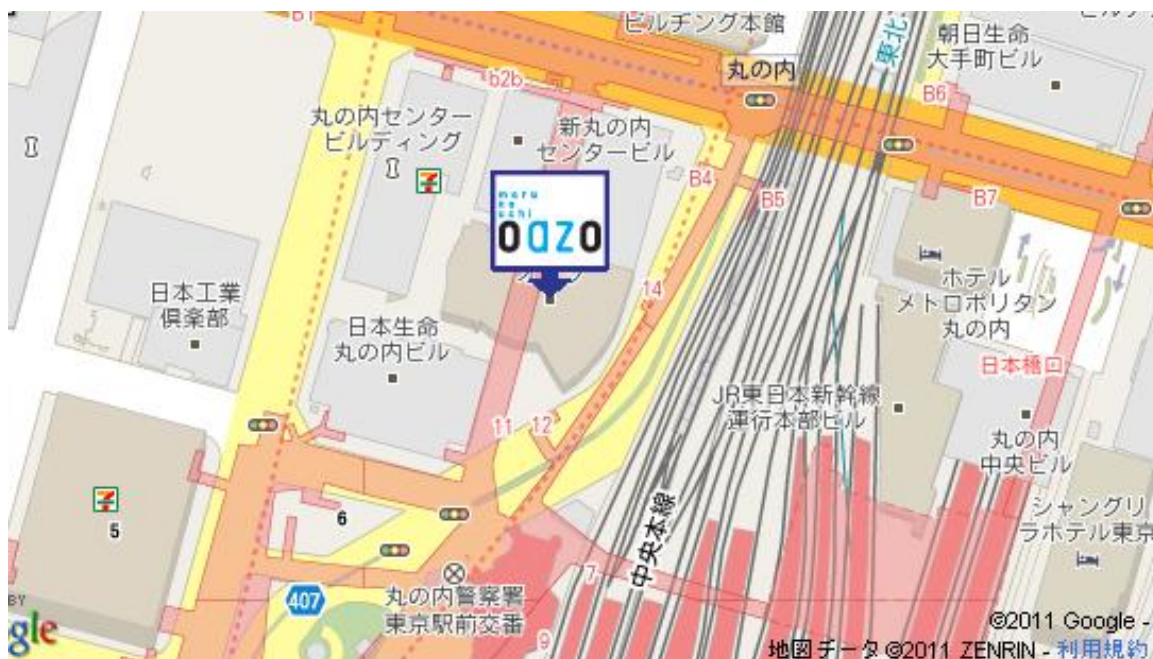 B1
ビルヂング本館
朝日生命
大手町ビル
東北
丸の内
b2b
B6
丸の内センター
ビルディング
新丸の内
センタービル
B4
B5
B7
maru
no
uchi
oazo
14
ホテル
メトロポリタン
丸の内
日本工業
倶楽部
日本生命
丸の内ビル
日本橋口
JR東日本新幹線
運行本部ビル
11
12
丸の内
中央ビル
中央本線
シャングリ
ラホテル東京
5
6
7
407
丸の内警察署
東京駅前交番
9
BY
gle
©2011 Google -
地図データ ©2011 ZENRIN - 利用規約